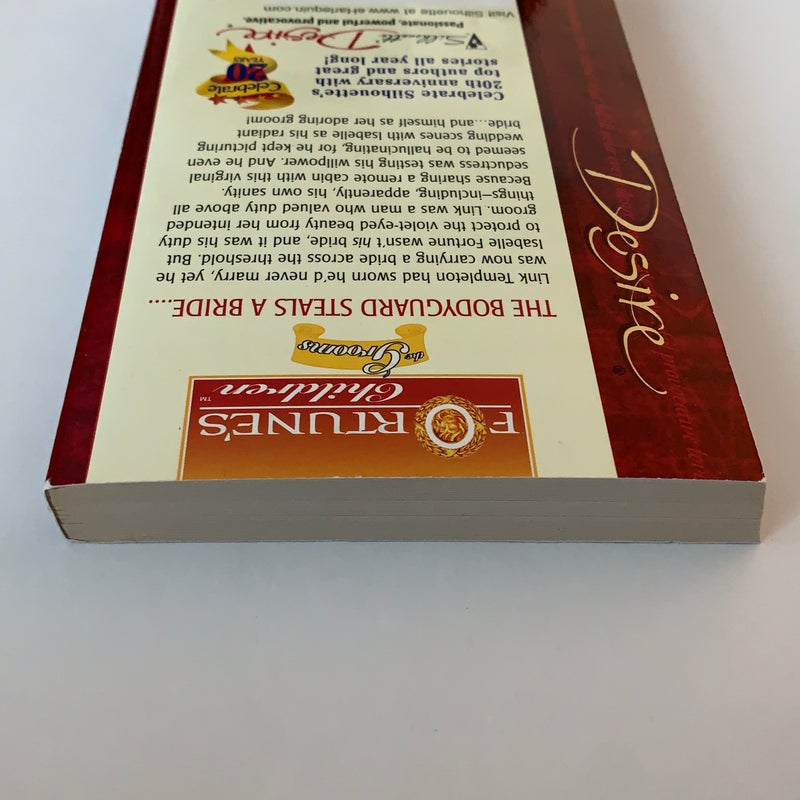 FORTUNE'S
Children™
the Grooms
THE BODYGUARD STEALS A BRIDE....
Link Templeton had sworn he'd never marry, yet he
was now carrying a bride across the threshold. But
Isabelle Fortune wasn't his bride, and it was his duty
to protect the violet-eyed beauty from her intended
groom. Link was a man who valued duty above all
things—including, apparently, his own sanity.
Because sharing a remote cabin with this virginal
seductress was testing his willpower. And he even
seemed to be hallucinating, for he kept picturing
wedding scenes with Isabelle as his radiant
bride...and himself as her adoring groom!
Celebrate Silhouette's
20th anniversary with
top authors and great
stories all year long!
Celebrate
20
YEARS
Silhouette Desire®
Passionate, powerful and provocative.
Visit Silhouette at www.eHarlequin.com
Desire®